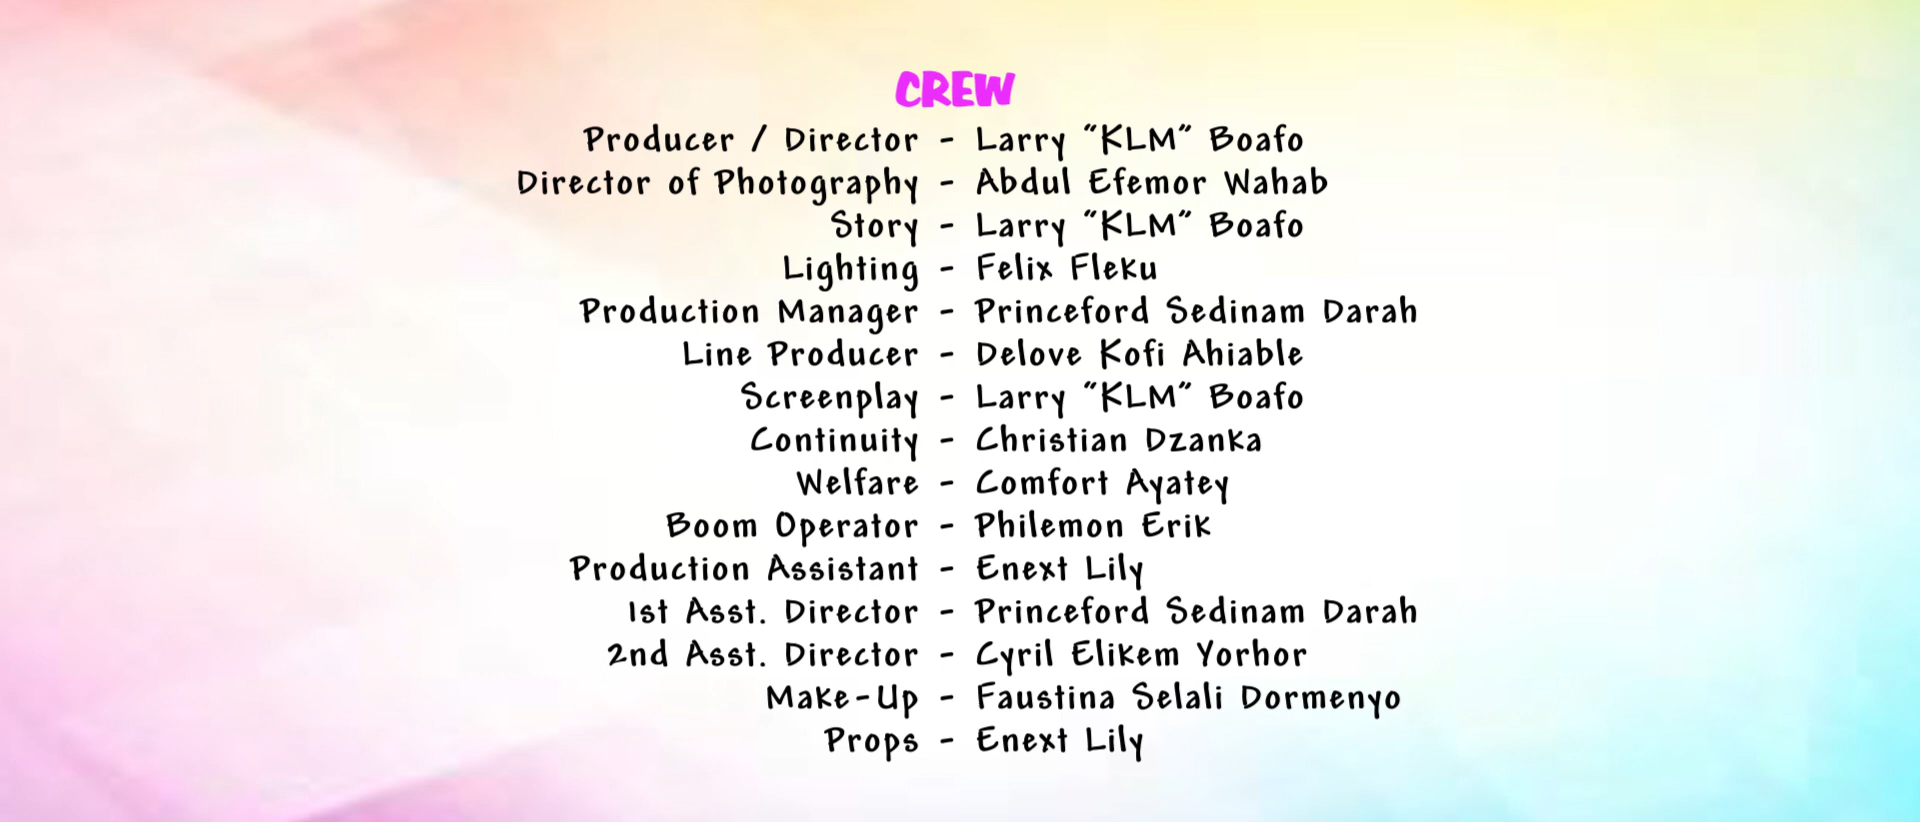 CREW
Producer / Director - Larry "KLM" Boafo
Director of Photography - Abdul Efemor Wahab
Story - Larry "KLM" Boafo
Lighting - Felix Fleku
Production Manager - Princeford Sedinam Darah
Line Producer - Delove Kofi Ahiable
Screenplay - Larry "KLM" Boafo
Continuity - Christian Dzanka
Welfare - Comfort Ayatey
Boom Operator - Philemon Erik
Production Assistant - Enext Lily
1st Asst. Director - Princeford Sedinam Darah
2nd Asst. Director - Cyril Elikem Yorhor
Make-Up - Faustina Selali Dormenyo
Props - Enext Lily